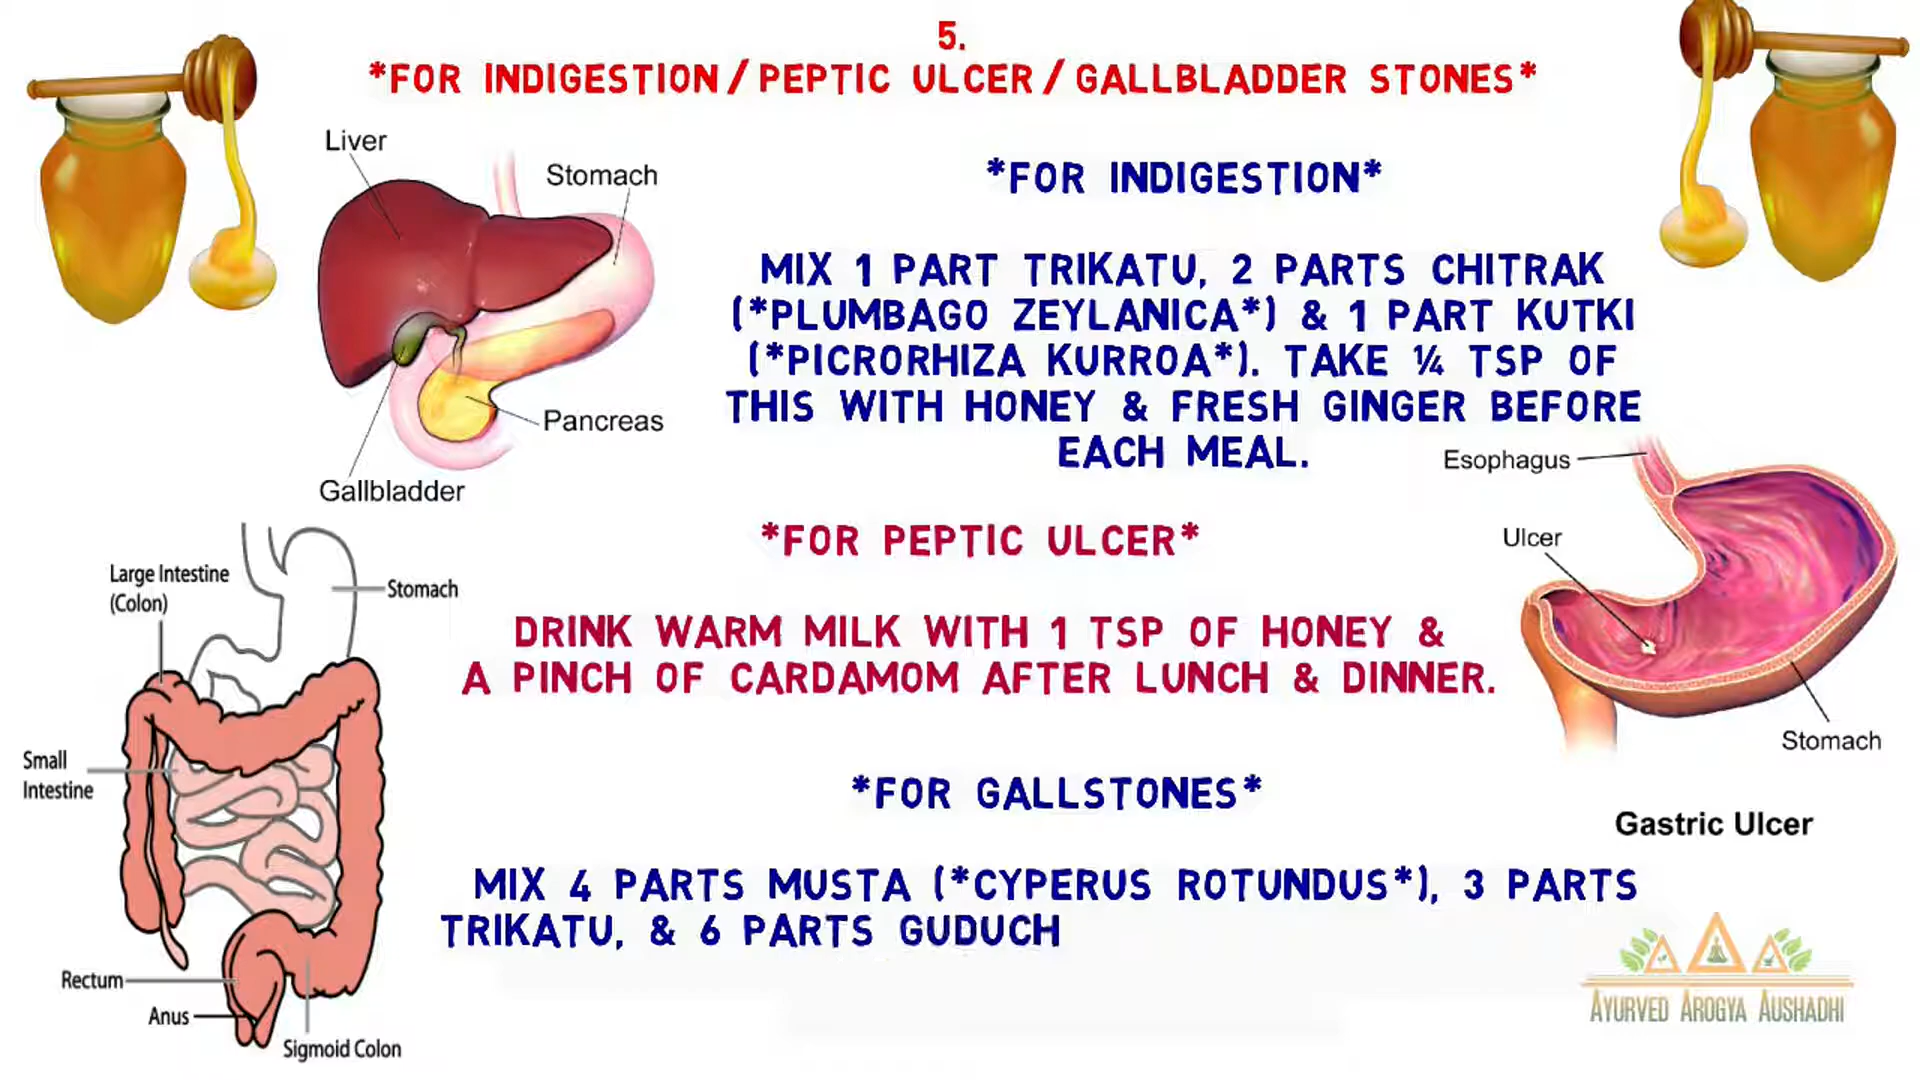 5.
*FOR INDIGESTION/PEPTIC ULCER/GALLBLADDER STONES*
Liver
Stomach
Pancreas
Gallbladder
*FOR INDIGESTION*
MIX 1 PART TRIKATU, 2 PARTS CHITRAK
(*PLUMBAGO ZEYLANICA*) & 1 PART KUTKI
(*PICRORHIZA KURROA*). TAKE ¼ TSP OF
THIS WITH HONEY & FRESH GINGER BEFORE
EACH MEAL.
Esophagus
Ulcer
Stomach
Gastric Ulcer
*FOR PEPTIC ULCER*
DRINK WARM MILK WITH 1 TSP OF HONEY &
A PINCH OF CARDAMOM AFTER LUNCH & DINNER.
Large Intestine
(Colon)
Stomach
Small
Intestine
Rectum
Anus
Sigmoid Colon
*FOR GALLSTONES*
MIX 4 PARTS MUSTA (*CYPERUS ROTUNDUS*), 3 PARTS
TRIKATU, & 6 PARTS GUDUCH
AYURVED AROGYA AUSHADHI